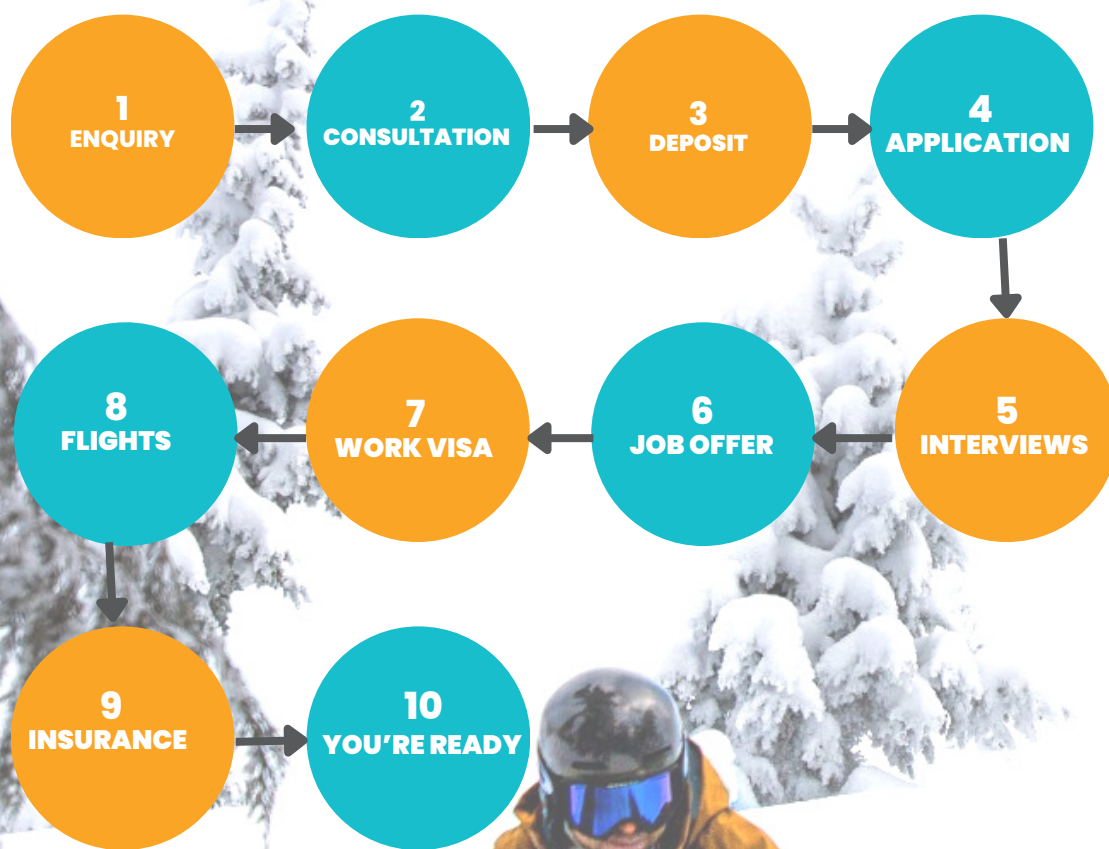 1
ENQUIRY
2
CONSULTATION
3
DEPOSIT
4
APPLICATION
5
INTERVIEWS
6
JOB OFFER
7
WORK VISA
8
FLIGHTS
9
INSURANCE
10
YOU’RE READY